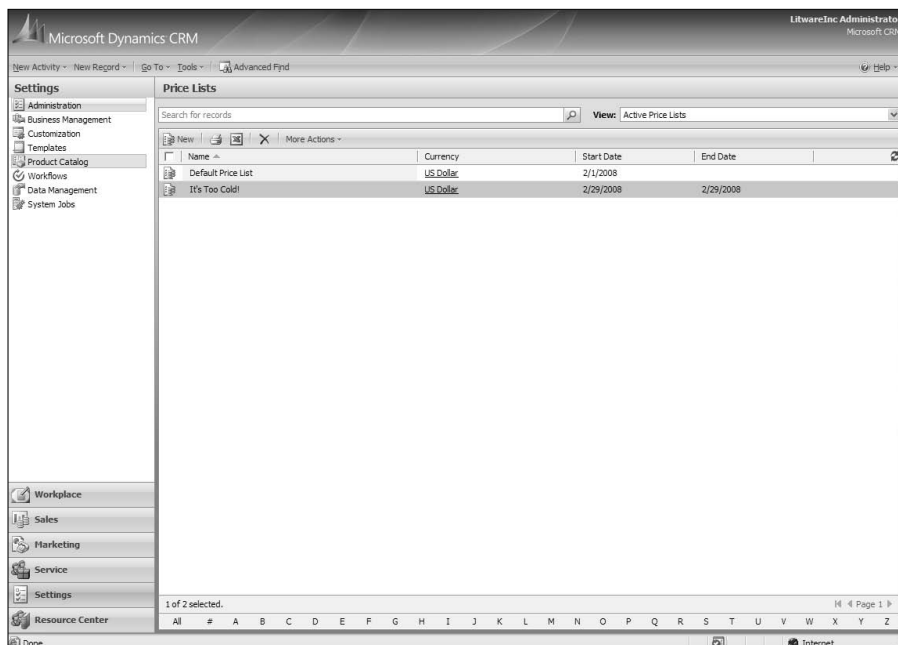 LitwareInc Administrato
Microsoft CRM
Microsoft Dynamics CRM
New Activity New Record Go To Tools Advanced Find Help
Settings
Administration
Business Management
Customization
Templates
Product Catalog
Workflows
Data Management
System Jobs
Workplace
Sales
Marketing
Service
Settings
Resource Center
Price Lists
Search for records View: Active Price Lists
New More Actions
Name Currency Start Date End Date
Default Price List US Dollar 2/1/2008
It's Too Cold! US Dollar 2/29/2008 2/29/2008
1 of 2 selected. Page 1
All # A B C D E F G H I J K L M N O P Q R S T U V W X Y Z
Done Internet